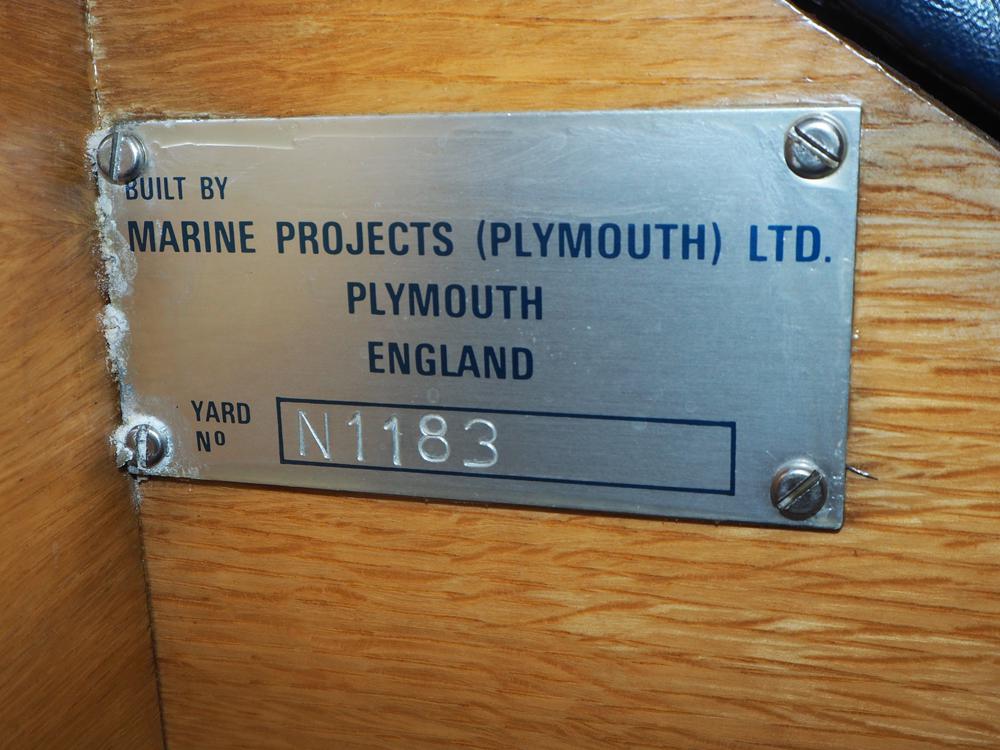 BUILT BY
MARINE PROJECTS (PLYMOUTH) LTD.
PLYMOUTH
ENGLAND
YARD
Nº N1183